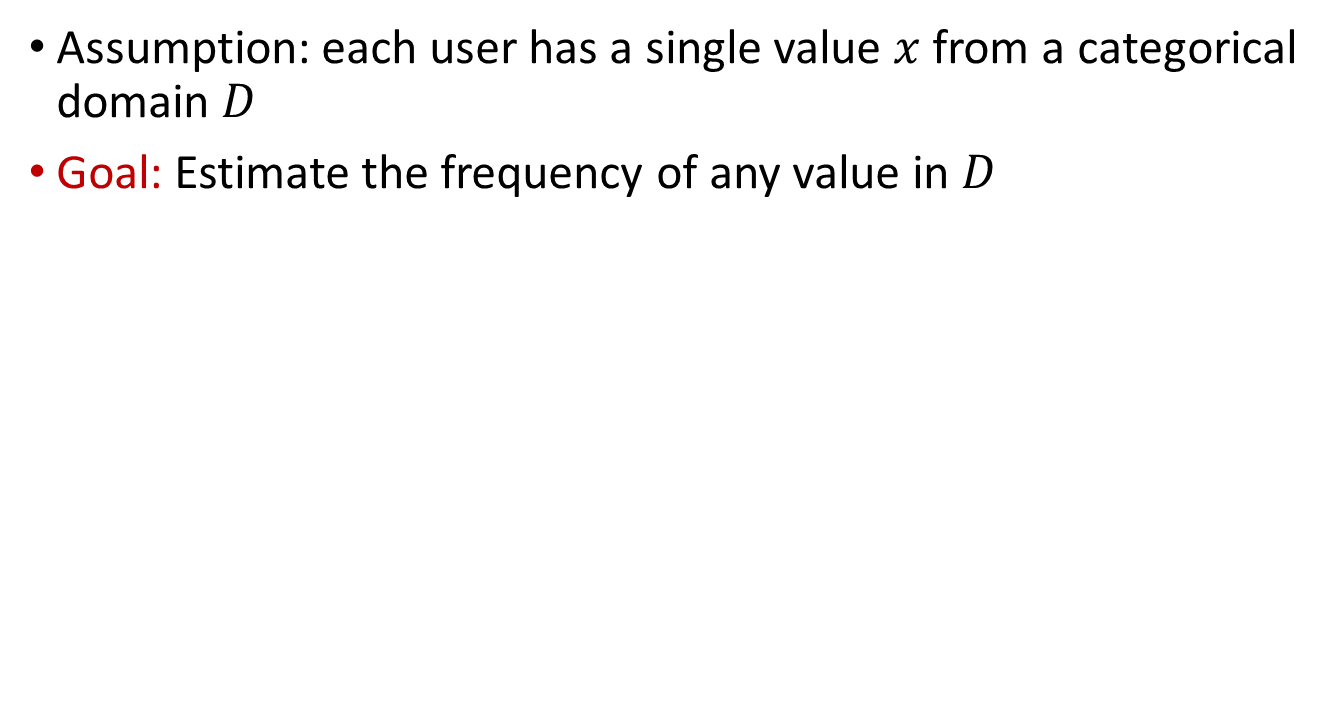 • Assumption: each user has a single value x from a categorical
domain D
• Goal: Estimate the frequency of any value in D